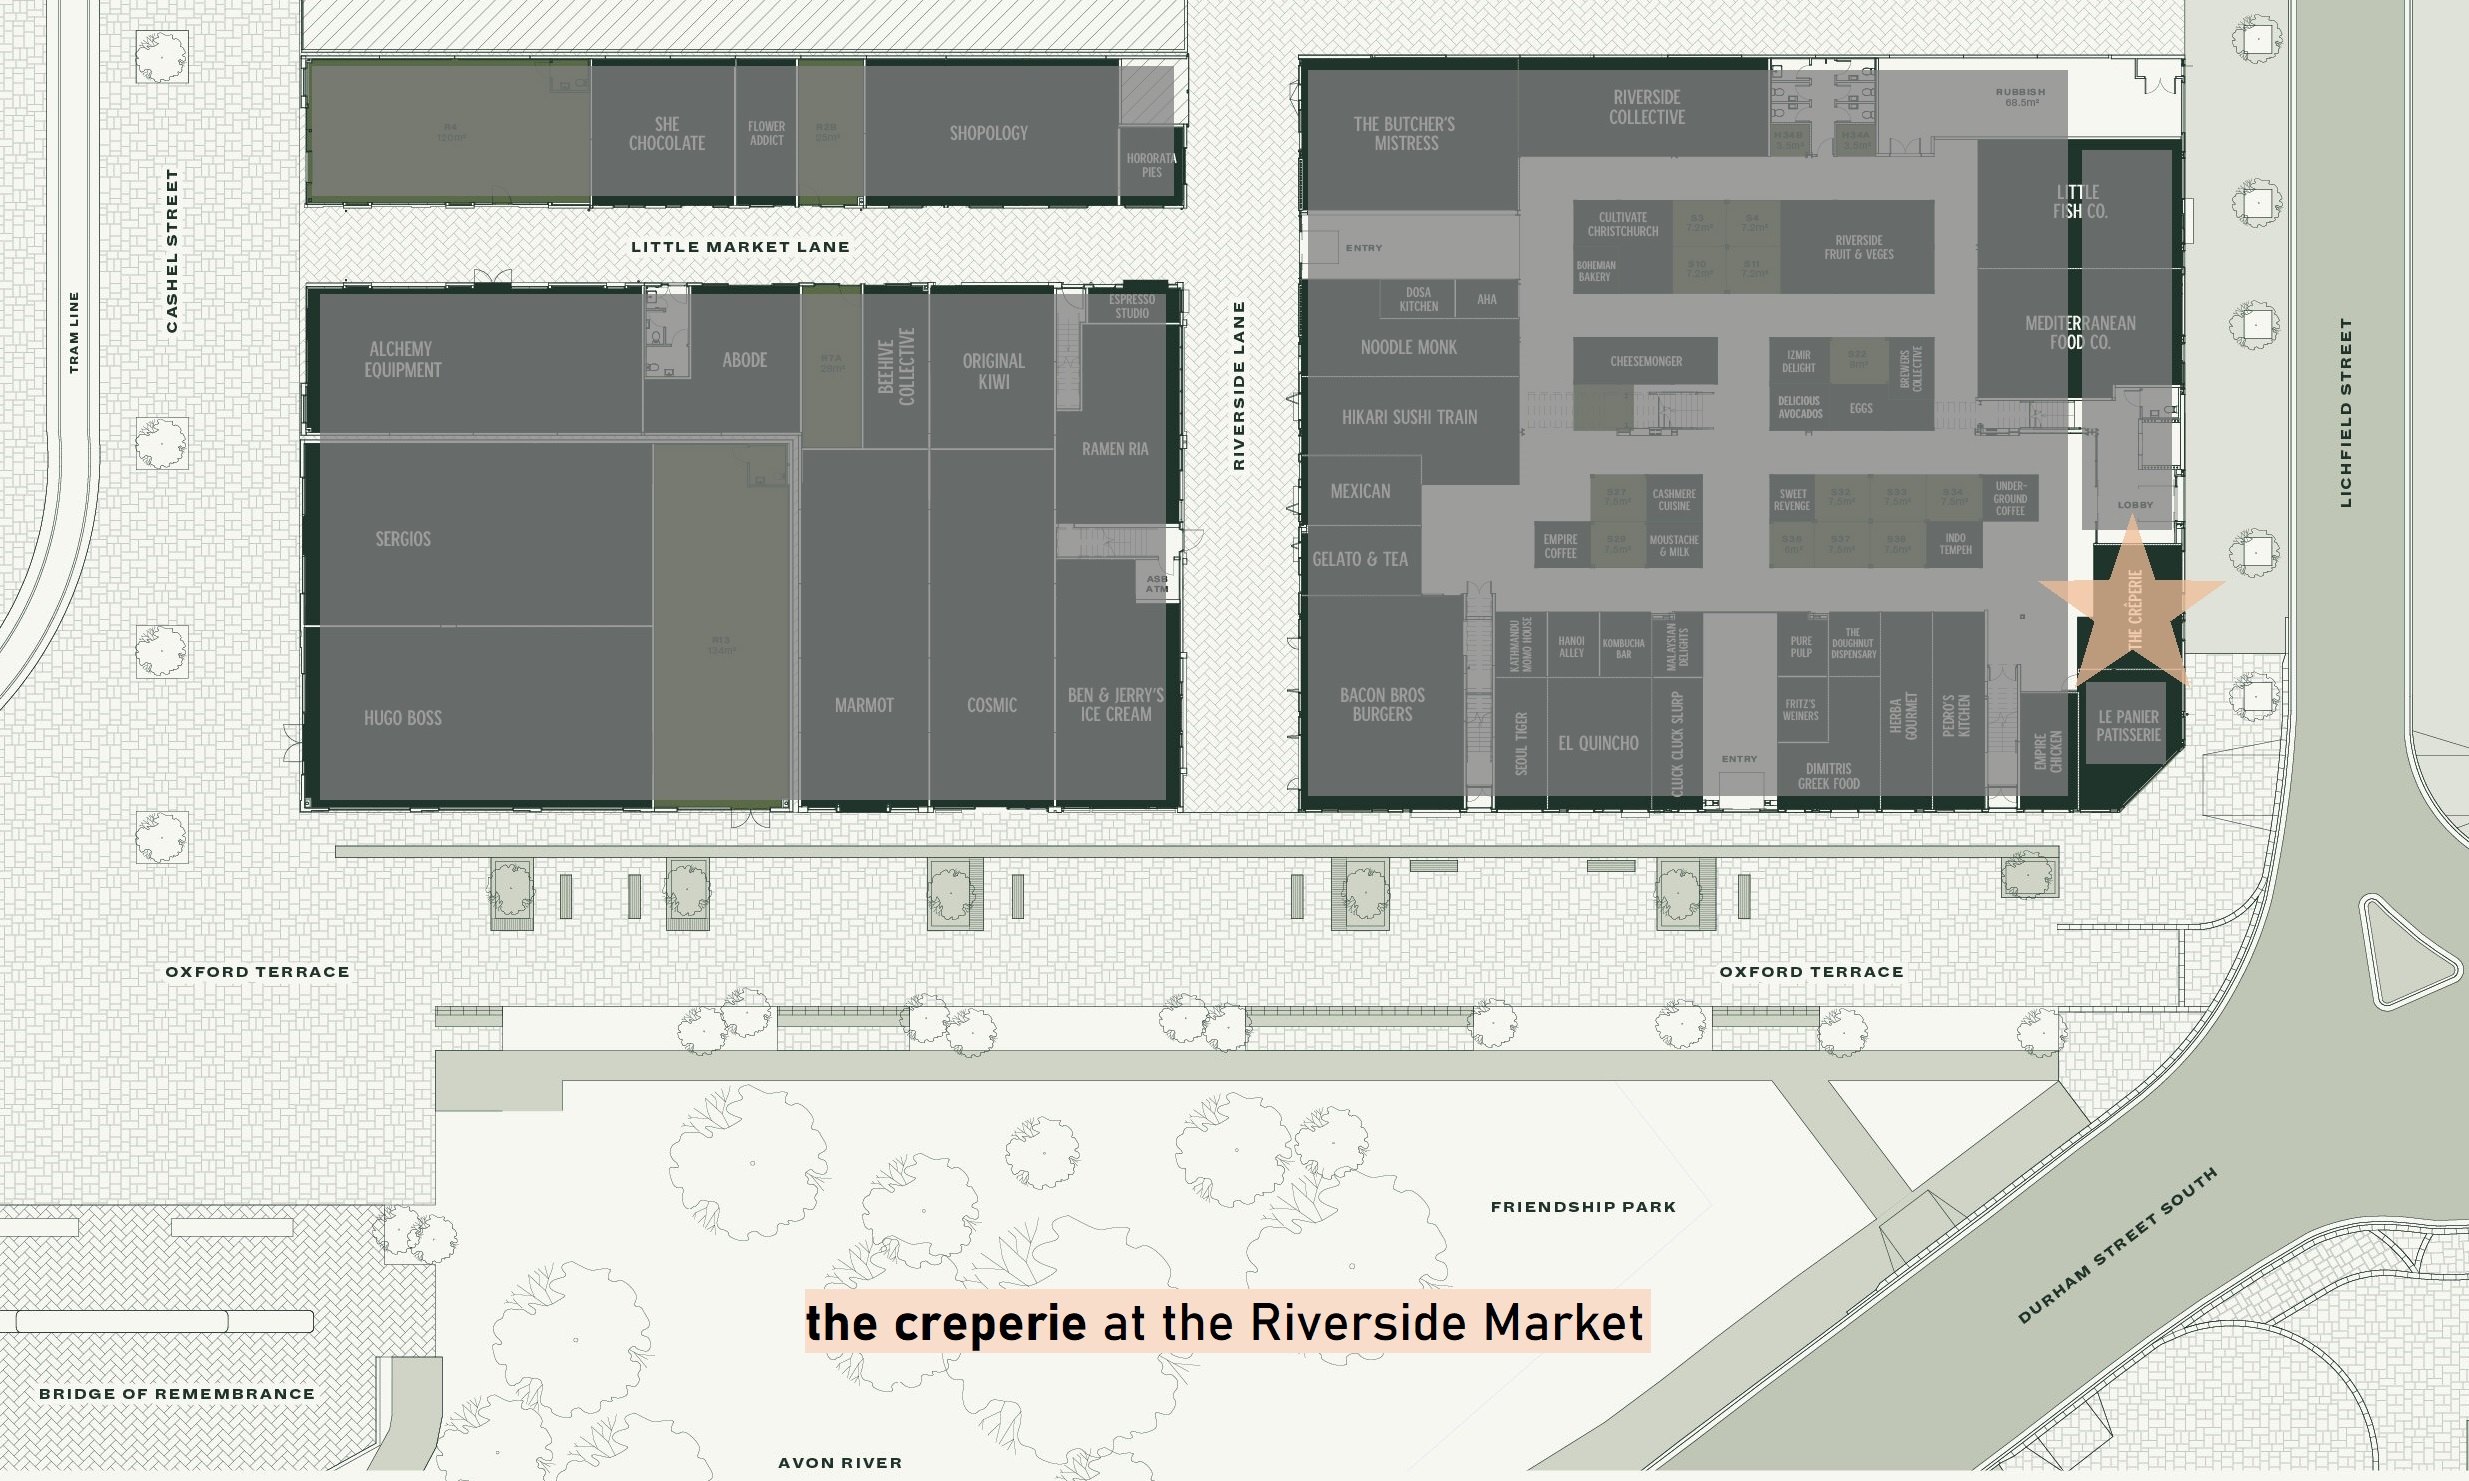 R4
120m²
SHE
CHOCOLATE
FLOWER
ADDICT
R2B
25m²
SHOPOLOGY
HORORATA
PIES
LITTLE MARKET LANE
CASHEL STREET
TRAM LINE
ALCHEMY
EQUIPMENT
ABODE
R7A
28m²
BEEHIVE
COLLECTIVE
ORIGINAL
KIWI
ESPRESSO
STUDIO
RAMEN RIA
SERGIOS
HUGO BOSS
R13
134m²
MARMOT
COSMIC
ASB
ATM
BEN & JERRY'S
ICE CREAM
RIVERSIDE LANE
THE BUTCHER'S
MISTRESS
RIVERSIDE
COLLECTIVE
H34B
3.5m²
H34A
3.5m²
RUBBISH
68.5m²
ENTRY
CULTIVATE
CHRISTCHURCH
S3
7.2m²
S4
7.2m²
BOHEMIAN
BAKERY
S10
7.2m²
S11
7.2m²
RIVERSIDE
FRUIT & VEGES
LITTLE
FISH CO.
DOSA
KITCHEN
AHA
NOODLE MONK
CHEESEMONGER
IZMIR
DELIGHT
S22
9m²
BREWERS
COLLECTIVE
MEDITERRANEAN
FOOD CO.
HIKARI SUSHI TRAIN
DELICIOUS
AVOCADOS
EGGS
MEXICAN
S27
7.5m²
CASHMERE
CUISINE
SWEET
REVENGE
S32
7.5m²
S33
7.5m²
S34
7.5m²
UNDER-
GROUND
COFFEE
LOBBY
GELATO & TEA
EMPIRE
COFFEE
S29
7.5m²
MOUSTACHE
& MILK
S36
S37
7.5m²
S38
7.5m²
INDO
TEMPEH
THE CRÊPERIE
BACON BROS
BURGERS
KATHMANDU
MOMO HOUSE
HANOI
ALLEY
KOMBUCHA
BAR
MALAYSIAN
DELIGHTS
PURE
PULP
THE
DOUGHNUT
DISPENSARY
SEOUL TIGER
EL QUINCHO
CLUCK CLUCK SLURP
ENTRY
FRITZ'S
WEINERS
DIMITRIS
GREEK FOOD
HERBA
GOURMET
PEDRO'S
KITCHEN
EMPIRE
CHICKEN
LE PANIER
PATISSERIE
LICHFIELD STREET
OXFORD TERRACE
OXFORD TERRACE
FRIENDSHIP PARK
DURHAM STREET SOUTH
the creperie at the Riverside Market
BRIDGE OF REMEMBRANCE
AVON RIVER